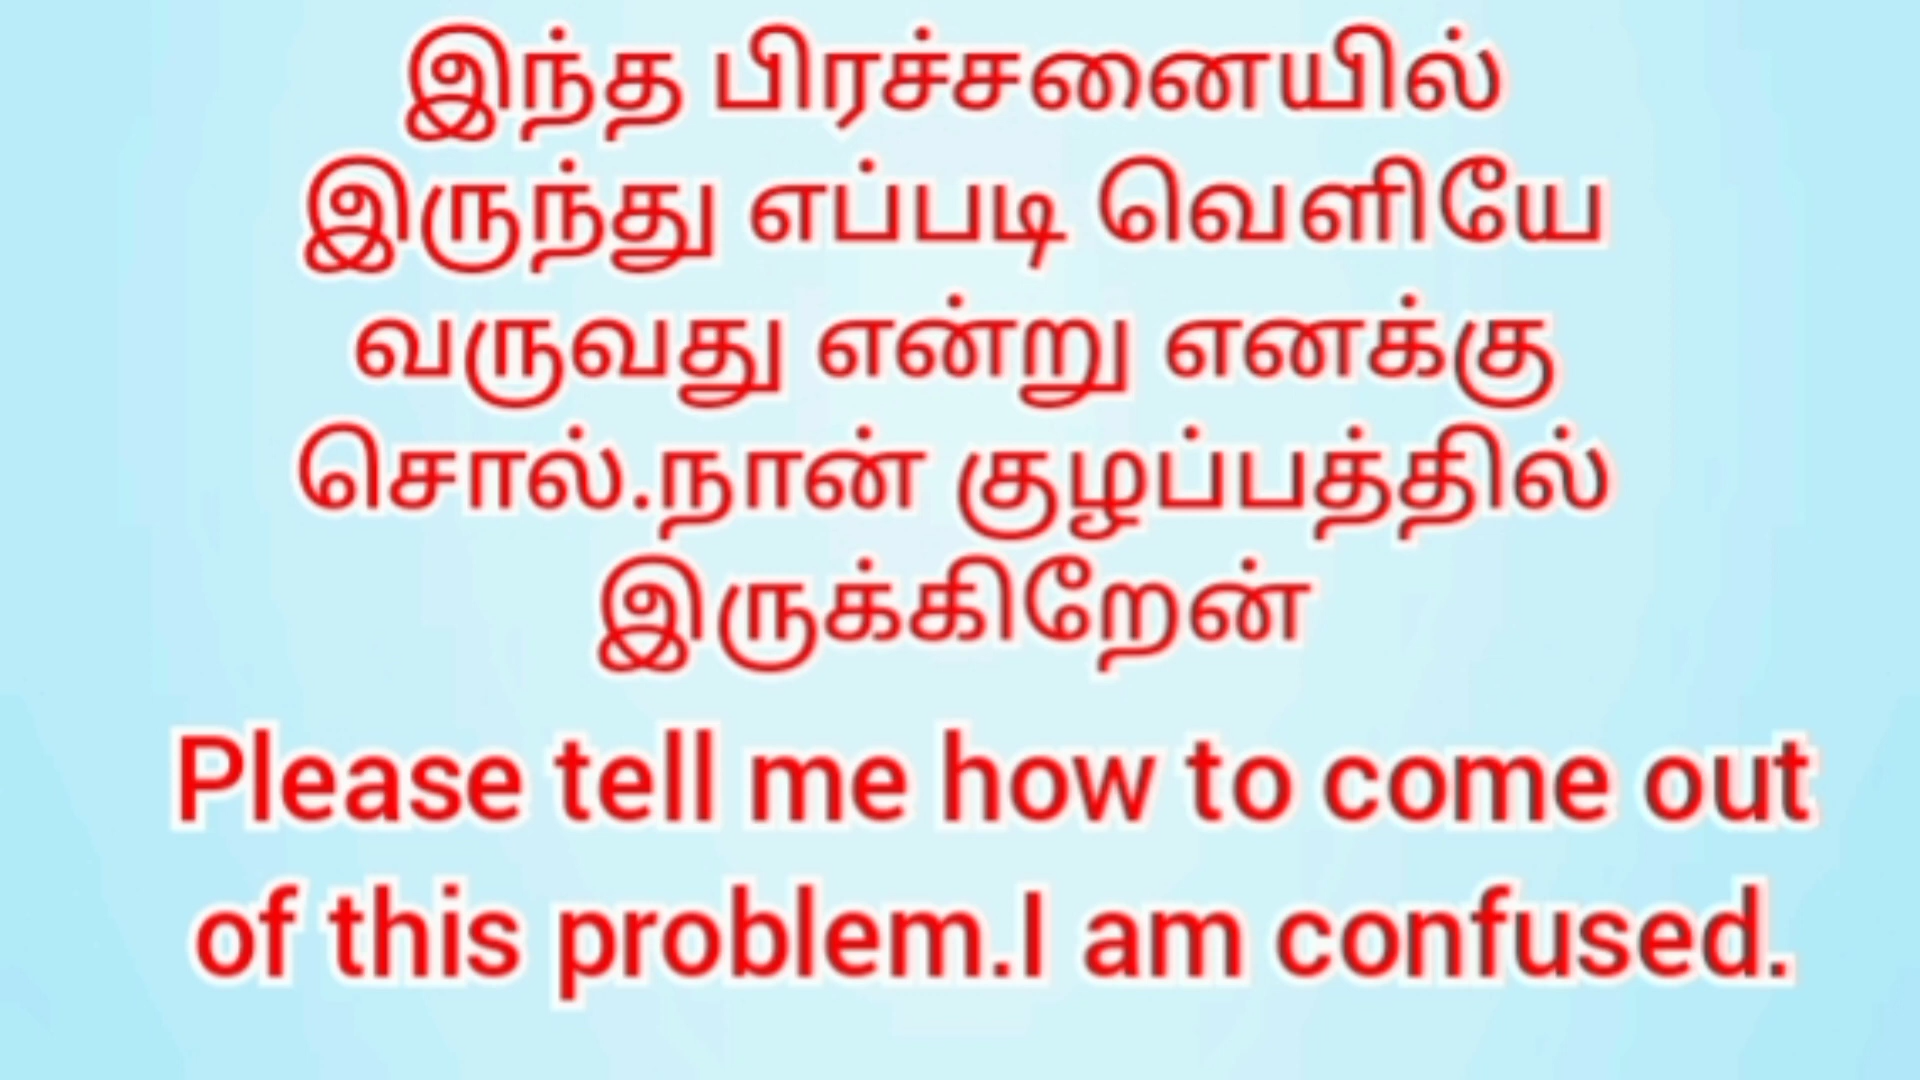 இந்த பிரச்சனையில்
இருந்து எப்படி வெளியே
வருவது என்று எனக்கு
சொல்.நான் குழப்பத்தில்
இருக்கிறேன்
Please tell me how to come out
of this problem.I am confused.